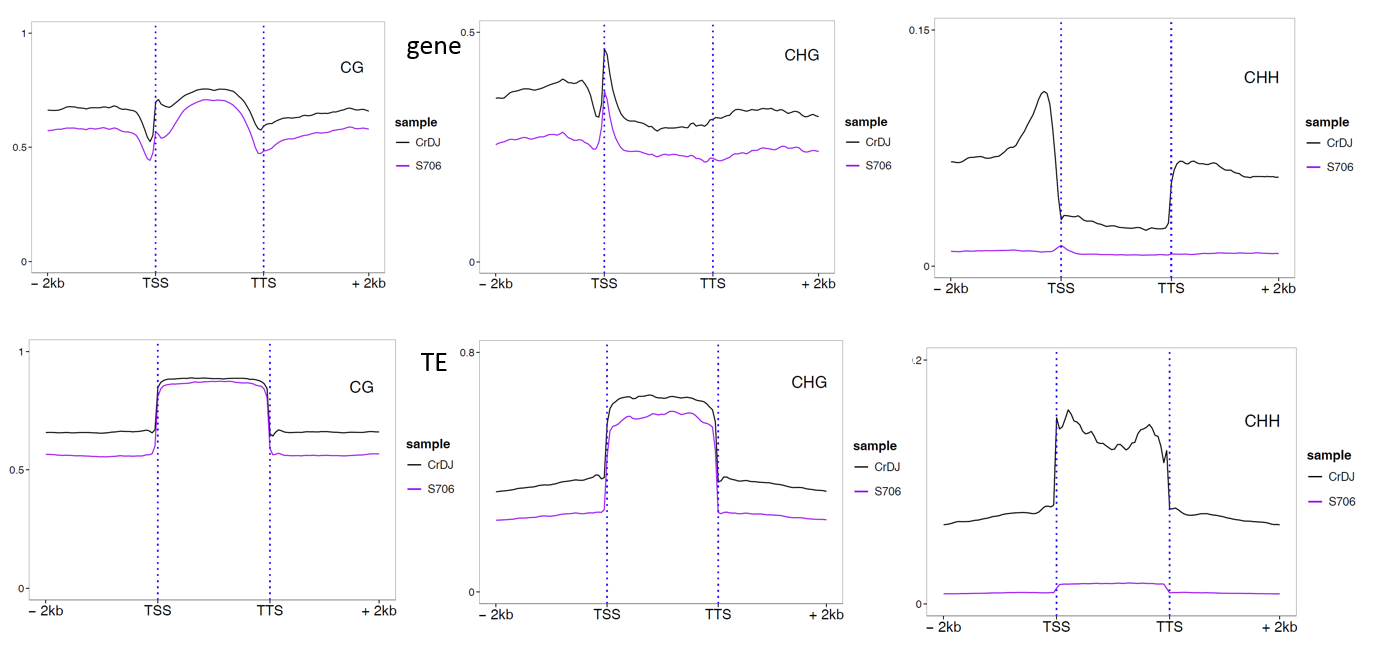 gene
1
0.5
0
CG
– 2kb TSS TTS + 2kb
sample
CrDJ
S706
0.5
0
CHG
– 2kb TSS TTS + 2kb
sample
CrDJ
S706
0.15
0
CHH
– 2kb TSS TTS + 2kb
sample
CrDJ
S706
TE
1
0.5
0
CG
– 2kb TSS TTS + 2kb
sample
CrDJ
S706
0.8
0
CHG
– 2kb TSS TTS + 2kb
sample
CrDJ
S706
.2
0
CHH
– 2kb TSS TTS + 2kb
sample
CrDJ
S706